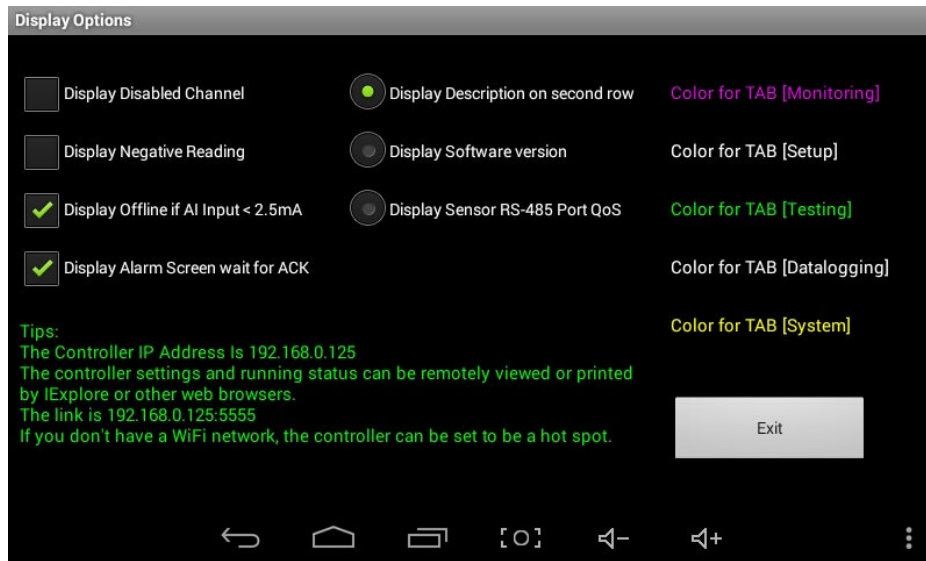 Display Options
Display Disabled Channel
Display Description on second row
Color for TAB [Monitoring]
Display Negative Reading
Display Software version
Color for TAB [Setup]
Display Offline if AI Input < 2.5mA
Display Sensor RS-485 Port QoS
Color for TAB [Testing]
Display Alarm Screen wait for ACK
Color for TAB [Datalogging]
Color for TAB [System]
Tips:
The Controller IP Address Is 192.168.0.125
The controller settings and running status can be remotely viewed or printed
by IExplore or other web browsers.
The link is 192.168.0.125:5555
If you don't have a WiFi network, the controller can be set to be a hot spot.
Exit